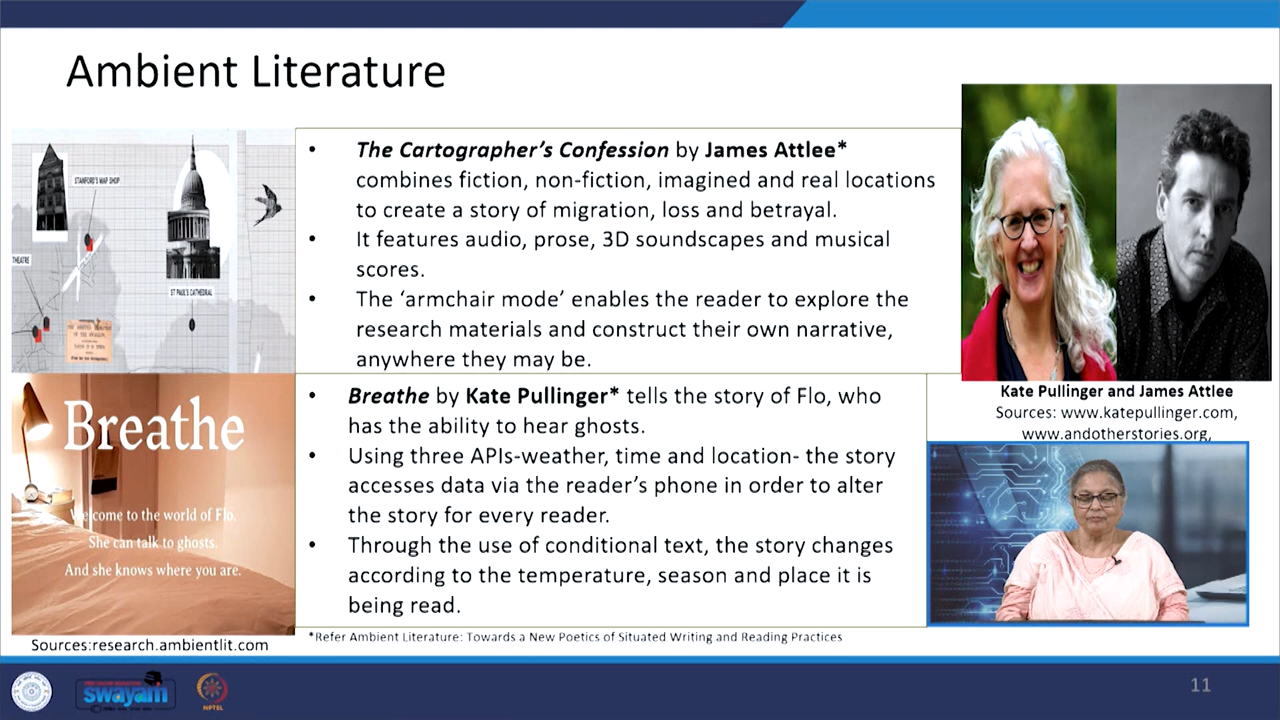 Ambient Literature
STANFORD'S MAP SHOP
THEATRE
ST PAUL'S CATHEDRAL
• The Cartographer's Confession by James Attlee*
combines fiction, non-fiction, imagined and real locations
to create a story of migration, loss and betrayal.
• It features audio, prose, 3D soundscapes and musical
scores.
• The 'armchair mode' enables the reader to explore the
research materials and construct their own narrative,
anywhere they may be.
Breathe
Welcome to the world of Flo.
She can talk to ghosts.
And she knows where you are.
Sources:research.ambientlit.com
• Breathe by Kate Pullinger* tells the story of Flo, who
has the ability to hear ghosts.
• Using three APIs-weather, time and location- the story
accesses data via the reader's phone in order to alter
the story for every reader.
• Through the use of conditional text, the story changes
according to the temperature, season and place it is
being read.
*Refer Ambient Literature: Towards a New Poetics of Situated Writing and Reading Practices
Kate Pullinger and James Attlee
Sources: www.katepullinger.com,
www.andotherstories.org,
swayam
NPTEL
11